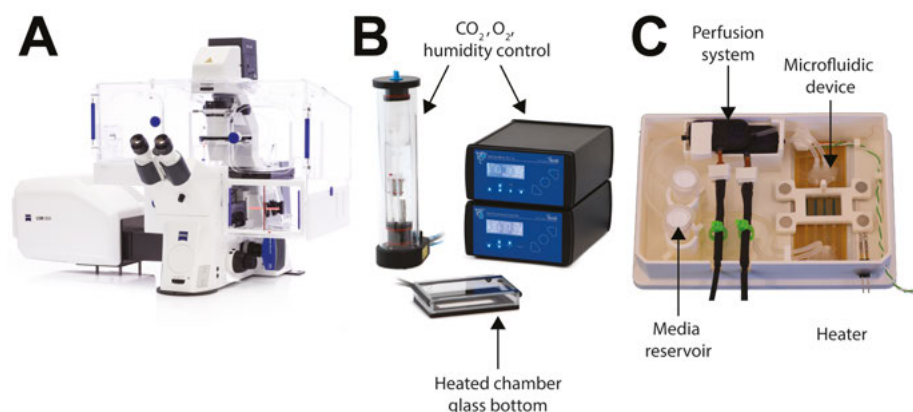 A
B
CO2, O2,
humidity control
Heated chamber
glass bottom
C
Perfusion
system
Microfluidic
device
Media
reservoir
Heater